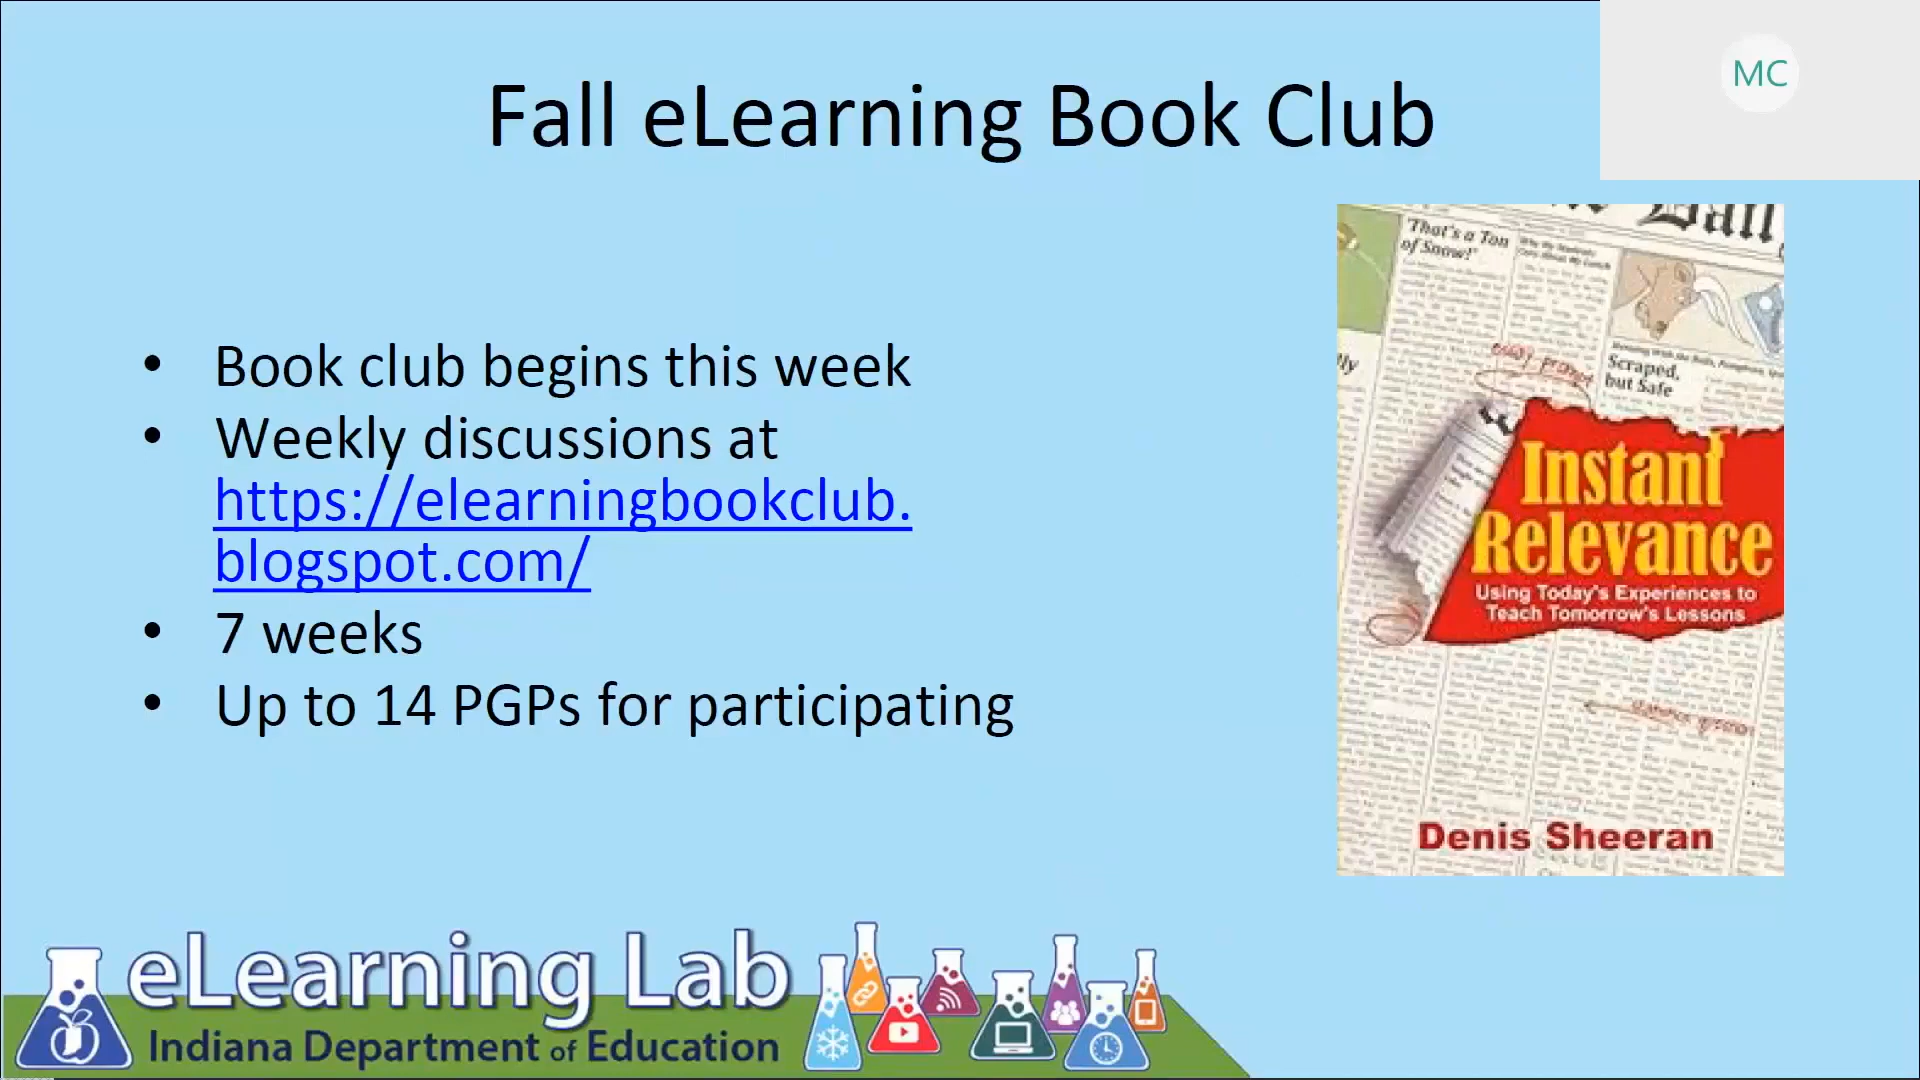 Fall eLearning Book Club
MC
• Book club begins this week
• Weekly discussions at
https://elearningbookclub.
blogspot.com/
• 7 weeks
• Up to 14 PGPs for participating
"That's a Ton
of Snow!"
Scraped,
but Safe
Instant
Relevance
Using Today's Experiences to
Teach Tomorrow's Lessons
Denis Sheeran
eLearning Lab
Indiana Department of Education